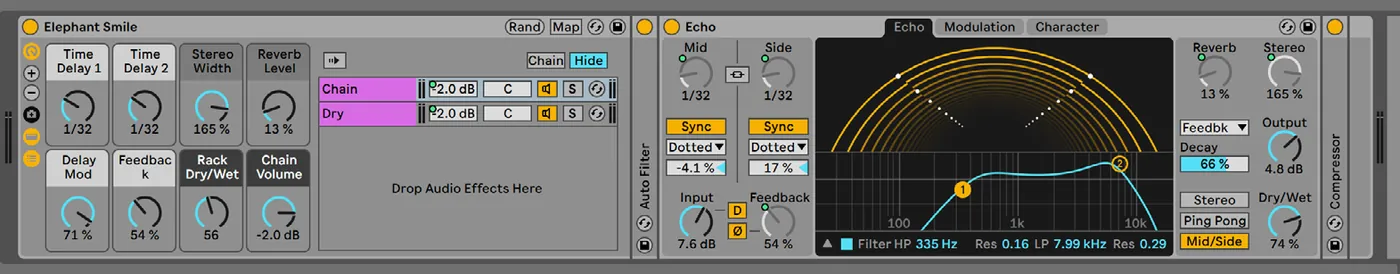 Elephant Smile
Rand Map
Time Delay 1
1/32
Time Delay 2
1/32
Stereo Width
165 %
Reverb Level
13 %
Delay Mod
71 %
Feedbac k
54 %
Rack Dry/Wet
56
Chain Volume
-2.0 dB
Chain Hide
Chain -2.0 dB C S
Dry -2.0 dB C S
Drop Audio Effects Here
Auto Filter
Echo
Echo Modulation Character
Mid
1/32
Side
1/32
Sync Sync
Dotted Dotted
-4.1 % 17 %
Input
7.6 dB
D
Ø
Feedback
54 %
1
2
100 1k 10k
Filter HP 335 Hz Res 0.16 LP 7.99 kHz Res 0.29
Reverb
13 %
Stereo
165 %
Feedbk
Decay
66 %
Output
4.8 dB
Stereo
Ping Pong
Mid/Side
Dry/Wet
74 %
Compressor